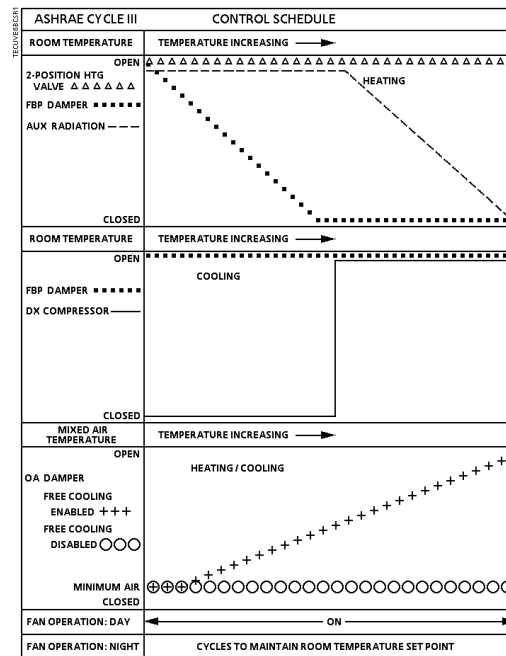 TECUVEGBCSR1
ASHRAE CYCLE III CONTROL SCHEDULE
ROOM TEMPERATURE TEMPERATURE INCREASING
OPEN
2-POSITION HTG
VALVE
HEATING
FBP DAMPER
AUX RADIATION
CLOSED
ROOM TEMPERATURE TEMPERATURE INCREASING
OPEN
COOLING
FBP DAMPER
DX COMPRESSOR
CLOSED
MIXED AIR
TEMPERATURE
TEMPERATURE INCREASING
OPEN
HEATING / COOLING
OA DAMPER
FREE COOLING
ENABLED
FREE COOLING
DISABLED
MINIMUM AIR
CLOSED
FAN OPERATION: DAY ON
FAN OPERATION: NIGHT CYCLES TO MAINTAIN ROOM TEMPERATURE SET POINT